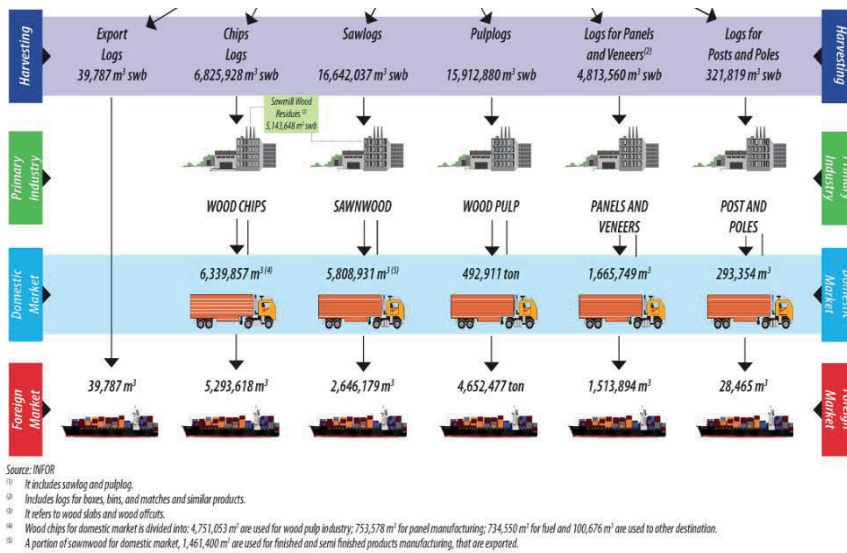 Harvesting
Export
Logs
39,787 m³ swb
Chips
Logs
6,825,928 m³ swb
Sawlogs
16,642,037 m³ swb
Pulplogs
15,912,880 m³ swb
Logs for Panels
and Veneers⁽²⁾
4,813,560 m³ swb
Logs for
Posts and Poles
321,819 m³ swb
Harvesting
Sawmill Wood
Residues ⁽³⁾
5,143,648 m³ swb
Primary
Industry
WOOD CHIPS
SAWNWOOD
WOOD PULP
PANELS AND
VENEERS
POST AND
POLES
Industry
Domestic
Market
6,339,857 m³ ⁽⁴⁾
5,808,931 m³ ⁽⁵⁾
492,911 ton
1,665,749 m³
293,354 m³
Domestic
Market
Foreign
Market
39,787 m³
5,293,618 m³
2,646,179 m³
4,652,477 ton
1,513,894 m³
28,465 m³
Market
Source: INFOR
⁽¹⁾ It includes sawlog and pulplog.
⁽²⁾ Includes logs for boxes, bins, and matches and similar products.
⁽³⁾ It refers to wood slabs and wood offcuts.
⁽⁴⁾ Wood chips for domestic market is divided into: 4,751,053 m³ are used for wood pulp industry; 753,578 m³ for panel manufacturing; 734,550 m³ for fuel and 100,676 m³ are used to other destination.
⁽⁵⁾ A portion of sawnwood for domestic market, 1,461,400 m³ are used for finished and semi finished products manufacturing, that are exported.